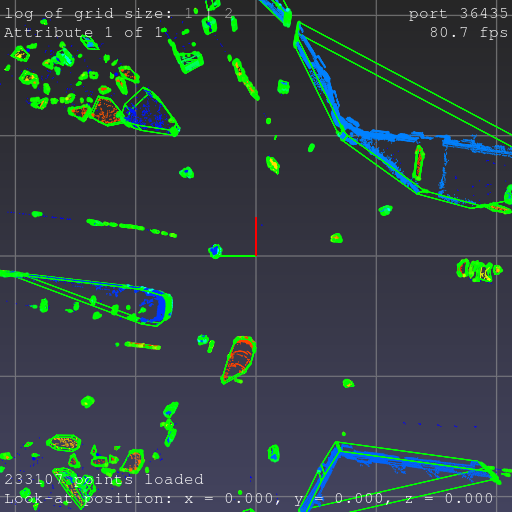 log of grid size: 1 2
port 36435
Attribute 1 of 1
80.7 fps
233107 points loaded
Look-at position: x = 0.000, y = 0.000, z = 0.000